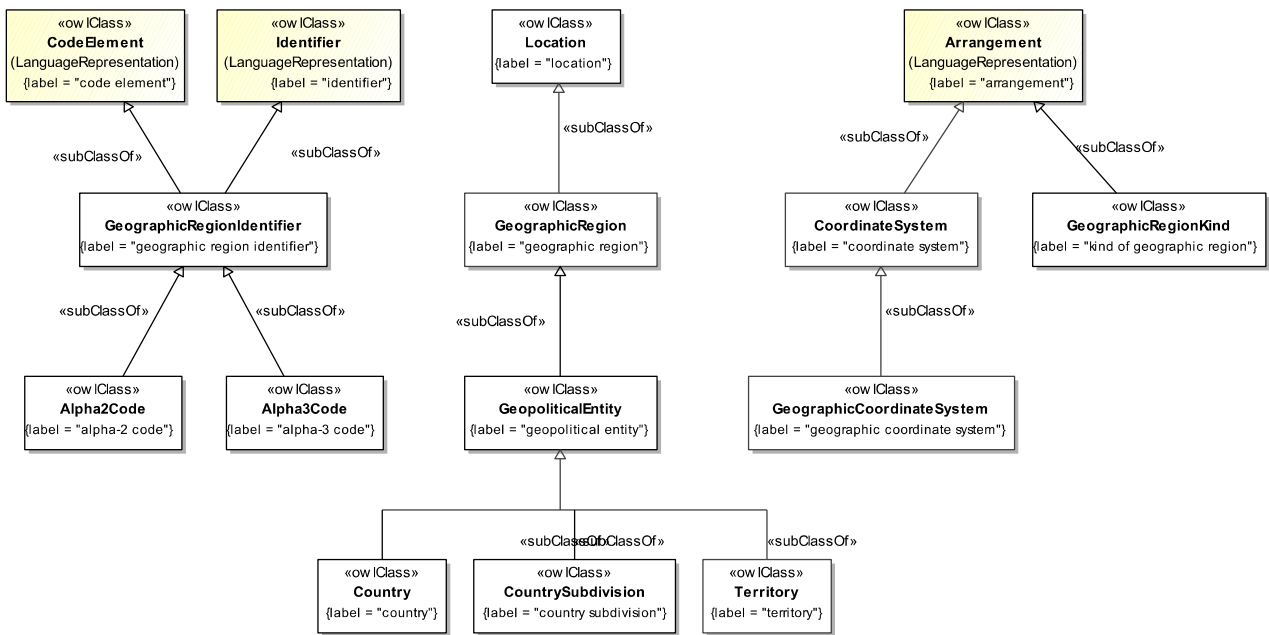 «owlClass»
CodeElement
(LanguageRepresentation)
{label = "code element"}
«owlClass»
Identifier
(LanguageRepresentation)
{label = "identifier"}
«owlClass»
Location
{label = "location"}
«owlClass»
Arrangement
(LanguageRepresentation)
{label = "arrangement"}
«subClassOf»
«subClassOf»
«subClassOf»
«subClassOf»
«subClassOf»
«owlClass»
GeographicRegionIdentifier
{label = "geographic region identifier"}
«owlClass»
GeographicRegion
{label = "geographic region"}
«owlClass»
CoordinateSystem
{label = "coordinate system"}
«owlClass»
GeographicRegionKind
{label = "kind of geographic region"}
«subClassOf»
«subClassOf»
«subClassOf»
«subClassOf»
«owlClass»
Alpha2Code
{label = "alpha-2 code"}
«owlClass»
Alpha3Code
{label = "alpha-3 code"}
«owlClass»
GeopoliticalEntity
{label = "geopolitical entity"}
«owlClass»
GeographicCoordinateSystem
{label = "geographic coordinate system"}
«subClassOf»
«subClassOf»
«subClassOf»
«owlClass»
Country
{label = "country"}
«owlClass»
CountrySubdivision
{label = "country subdivision"}
«owlClass»
Territory
{label = "territory"}